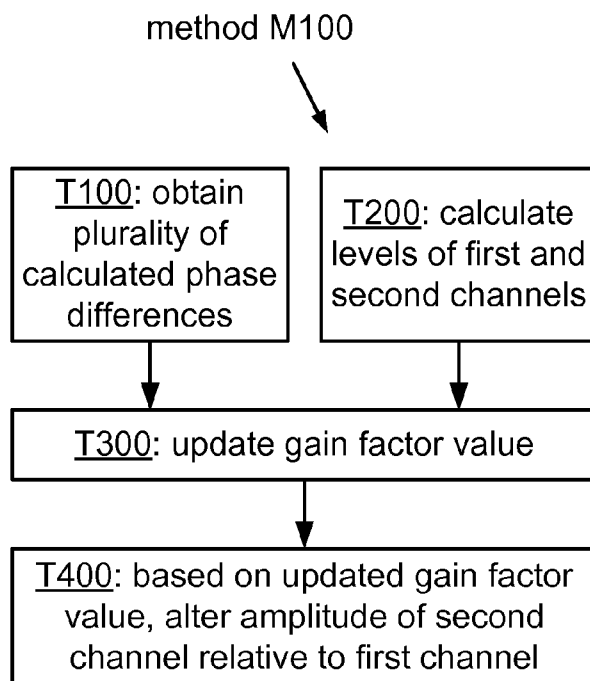 method M100
T100: obtain
plurality of
calculated phase
differences
T200: calculate
levels of first and
second channels
T300: update gain factor value
T400: based on updated gain factor
value, alter amplitude of second
channel relative to first channel